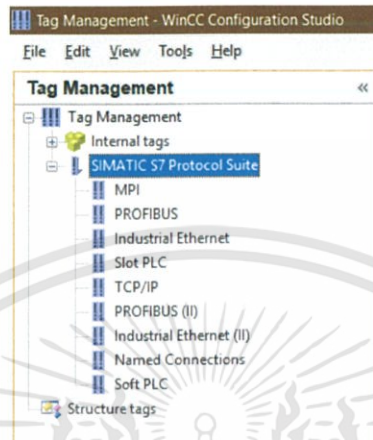 Tag Management - WinCC Configuration Studio
File Edit View Tools Help
Tag Management «
Tag Management
Internal tags
SIMATIC S7 Protocol Suite
MPI
PROFIBUS
Industrial Ethernet
Slot PLC
TCP/IP
PROFIBUS (II)
Industrial Ethernet (II)
Named Connections
Soft PLC
Structure tags